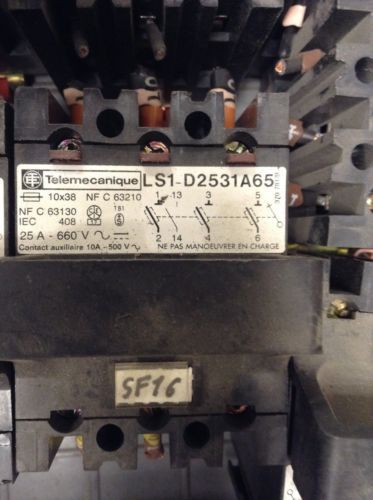 Telemecanique LS1-D2531A65
10x38 NF C 63210 1 13 3 5
NF C 63130
IEC 408
25 A - 660 V 2 14 4 6
Contact auxiliaire 10A-500 V NE PAS MANOEUVRER EN CHARGE
SF16